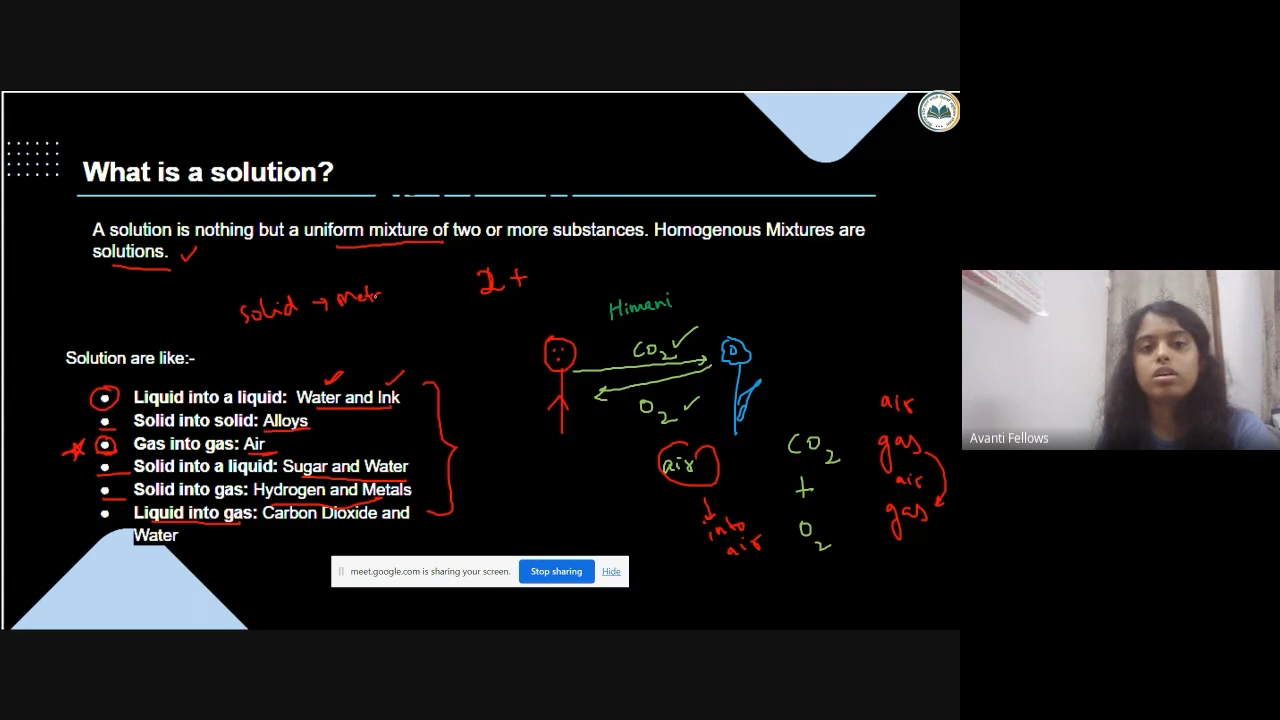 What is a solution?
A solution is nothing but a uniform mixture of two or more substances. Homogenous Mixtures are
solutions.
2+
Solid → Met
Himani
CO2
O2
Solution are like:-
Liquid into a liquid: Water and Ink
Solid into solid: Alloys
Gas into gas: Air
Solid into a liquid: Sugar and Water
Solid into gas: Hydrogen and Metals
Liquid into gas: Carbon Dioxide and
Water
air
into
air
CO2
+
O2
air
gas
air
gas
meet.google.com is sharing your screen.
Stop sharing
Hide
Avanti Fellows